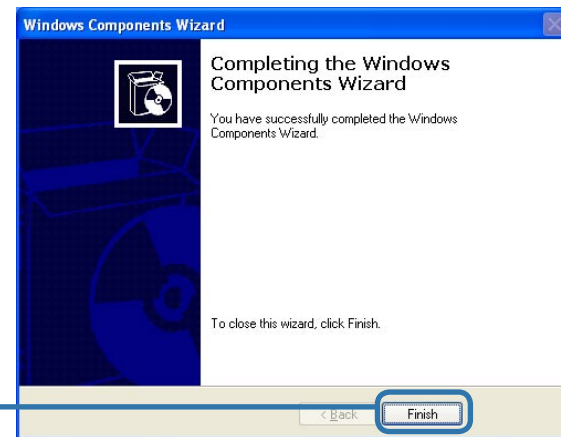 Windows Components Wizard
Completing the Windows
Components Wizard
You have successfully completed the Windows
Components Wizard.
To close this wizard, click Finish.
< Back
Finish